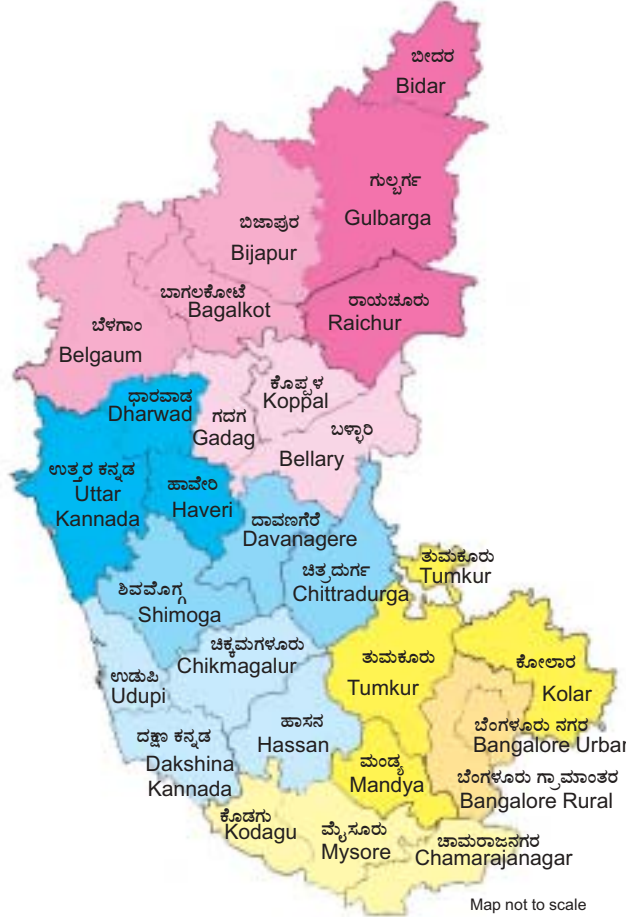 ಬೀದರ
Bidar
ಗುಲ್ಬರ್ಗ
Gulbarga
ಬಿಜಾಪುರ
Bijapur
ಬಾಗಲಕೋಟೆ
Bagalkot
ರಾಯಚೂರು
Raichur
ಬೆಳಗಾಂ
Belgaum
ಧಾರವಾಡ
Dharwad
ಗದಗ
Gadag
ಕೊಪ್ಪಳ
Koppal
ಬಳ್ಳಾರಿ
Bellary
ಉತ್ತರ ಕನ್ನಡ
Uttar
Kannada
ಹಾವೇರಿ
Haveri
ದಾವಣಗೆರೆ
Davanagere
ಚಿತ್ರದುರ್ಗ
Chittradurga
ತುಮಕೂರು
Tumkur
ಶಿವಮೊಗ್ಗ
Shimoga
ಚಿಕ್ಕಮಗಳೂರು
Chikmagalur
ತುಮಕೂರು
Tumkur
ಕೋಲಾರ
Kolar
ಉಡುಪಿ
Udupi
ಹಾಸನ
Hassan
ಬೆಂಗಳೂರು ನಗರ
Bangalore Urban
ದಕ್ಷಿಣ ಕನ್ನಡ
Dakshina
Kannada
ಮಂಡ್ಯ
Mandya
ಬೆಂಗಳೂರು ಗ್ರಾಮಾಂತರ
Bangalore Rural
ಕೊಡಗು
Kodagu
ಮೈಸೂರು
Mysore
ಚಾಮರಾಜನಗರ
Chamarajanagar
Map not to scale